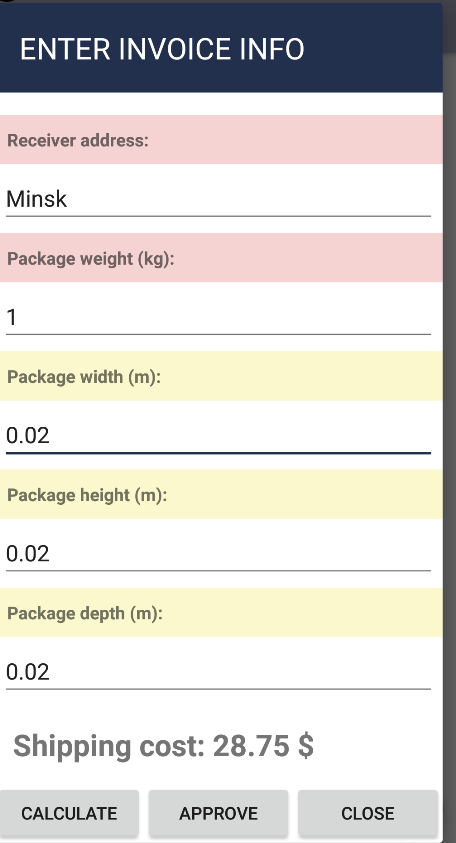 ENTER INVOICE INFO
Receiver address:
Minsk
Package weight (kg):
1
Package width (m):
0.02
Package height (m):
0.02
Package depth (m):
0.02
Shipping cost: 28.75 $
CALCULATE APPROVE CLOSE